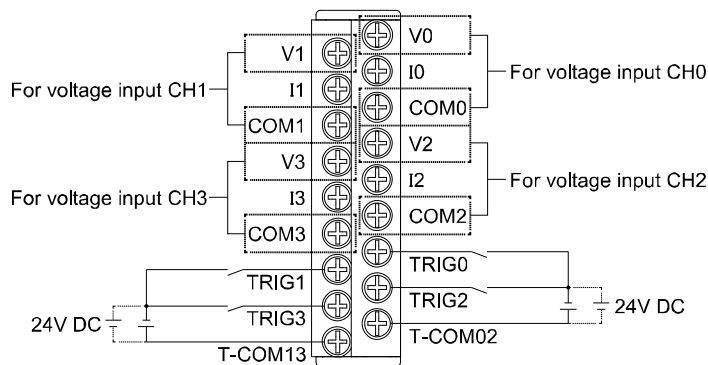 V1
I1
For voltage input CH1
COM1
V3
I3
For voltage input CH3
COM3
TRIG1
TRIG3
24V DC
T-COM13
V0
I0
For voltage input CH0
COM0
V2
I2
For voltage input CH2
COM2
TRIG0
TRIG2
24V DC
T-COM02